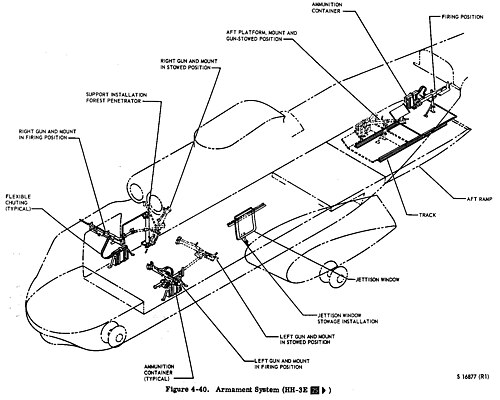 AMMUNITION
CONTAINER
FIRING POSITION
AFT PLATFORM, MOUNT AND
GUN-STOWED POSITION
RIGHT GUN AND MOUNT
IN STOWED POSITION
SUPPORT INSTALLATION
FOREST PENETRATOR
RIGHT GUN AND MOUNT
IN FIRING POSITION
FLEXIBLE
CHUTING
(TYPICAL)
AFT RAMP
TRACK
JETTISON WINDOW
JETTISON WINDOW
STOWAGE INSTALLATION
LEFT GUN AND MOUNT
IN STOWED POSITION
LEFT GUN AND MOUNT
IN FIRING POSITION
AMMUNITION
CONTAINER
(TYPICAL)
S 16877 (R1)
Figure 4-40. Armament System (HH-3E 25 )